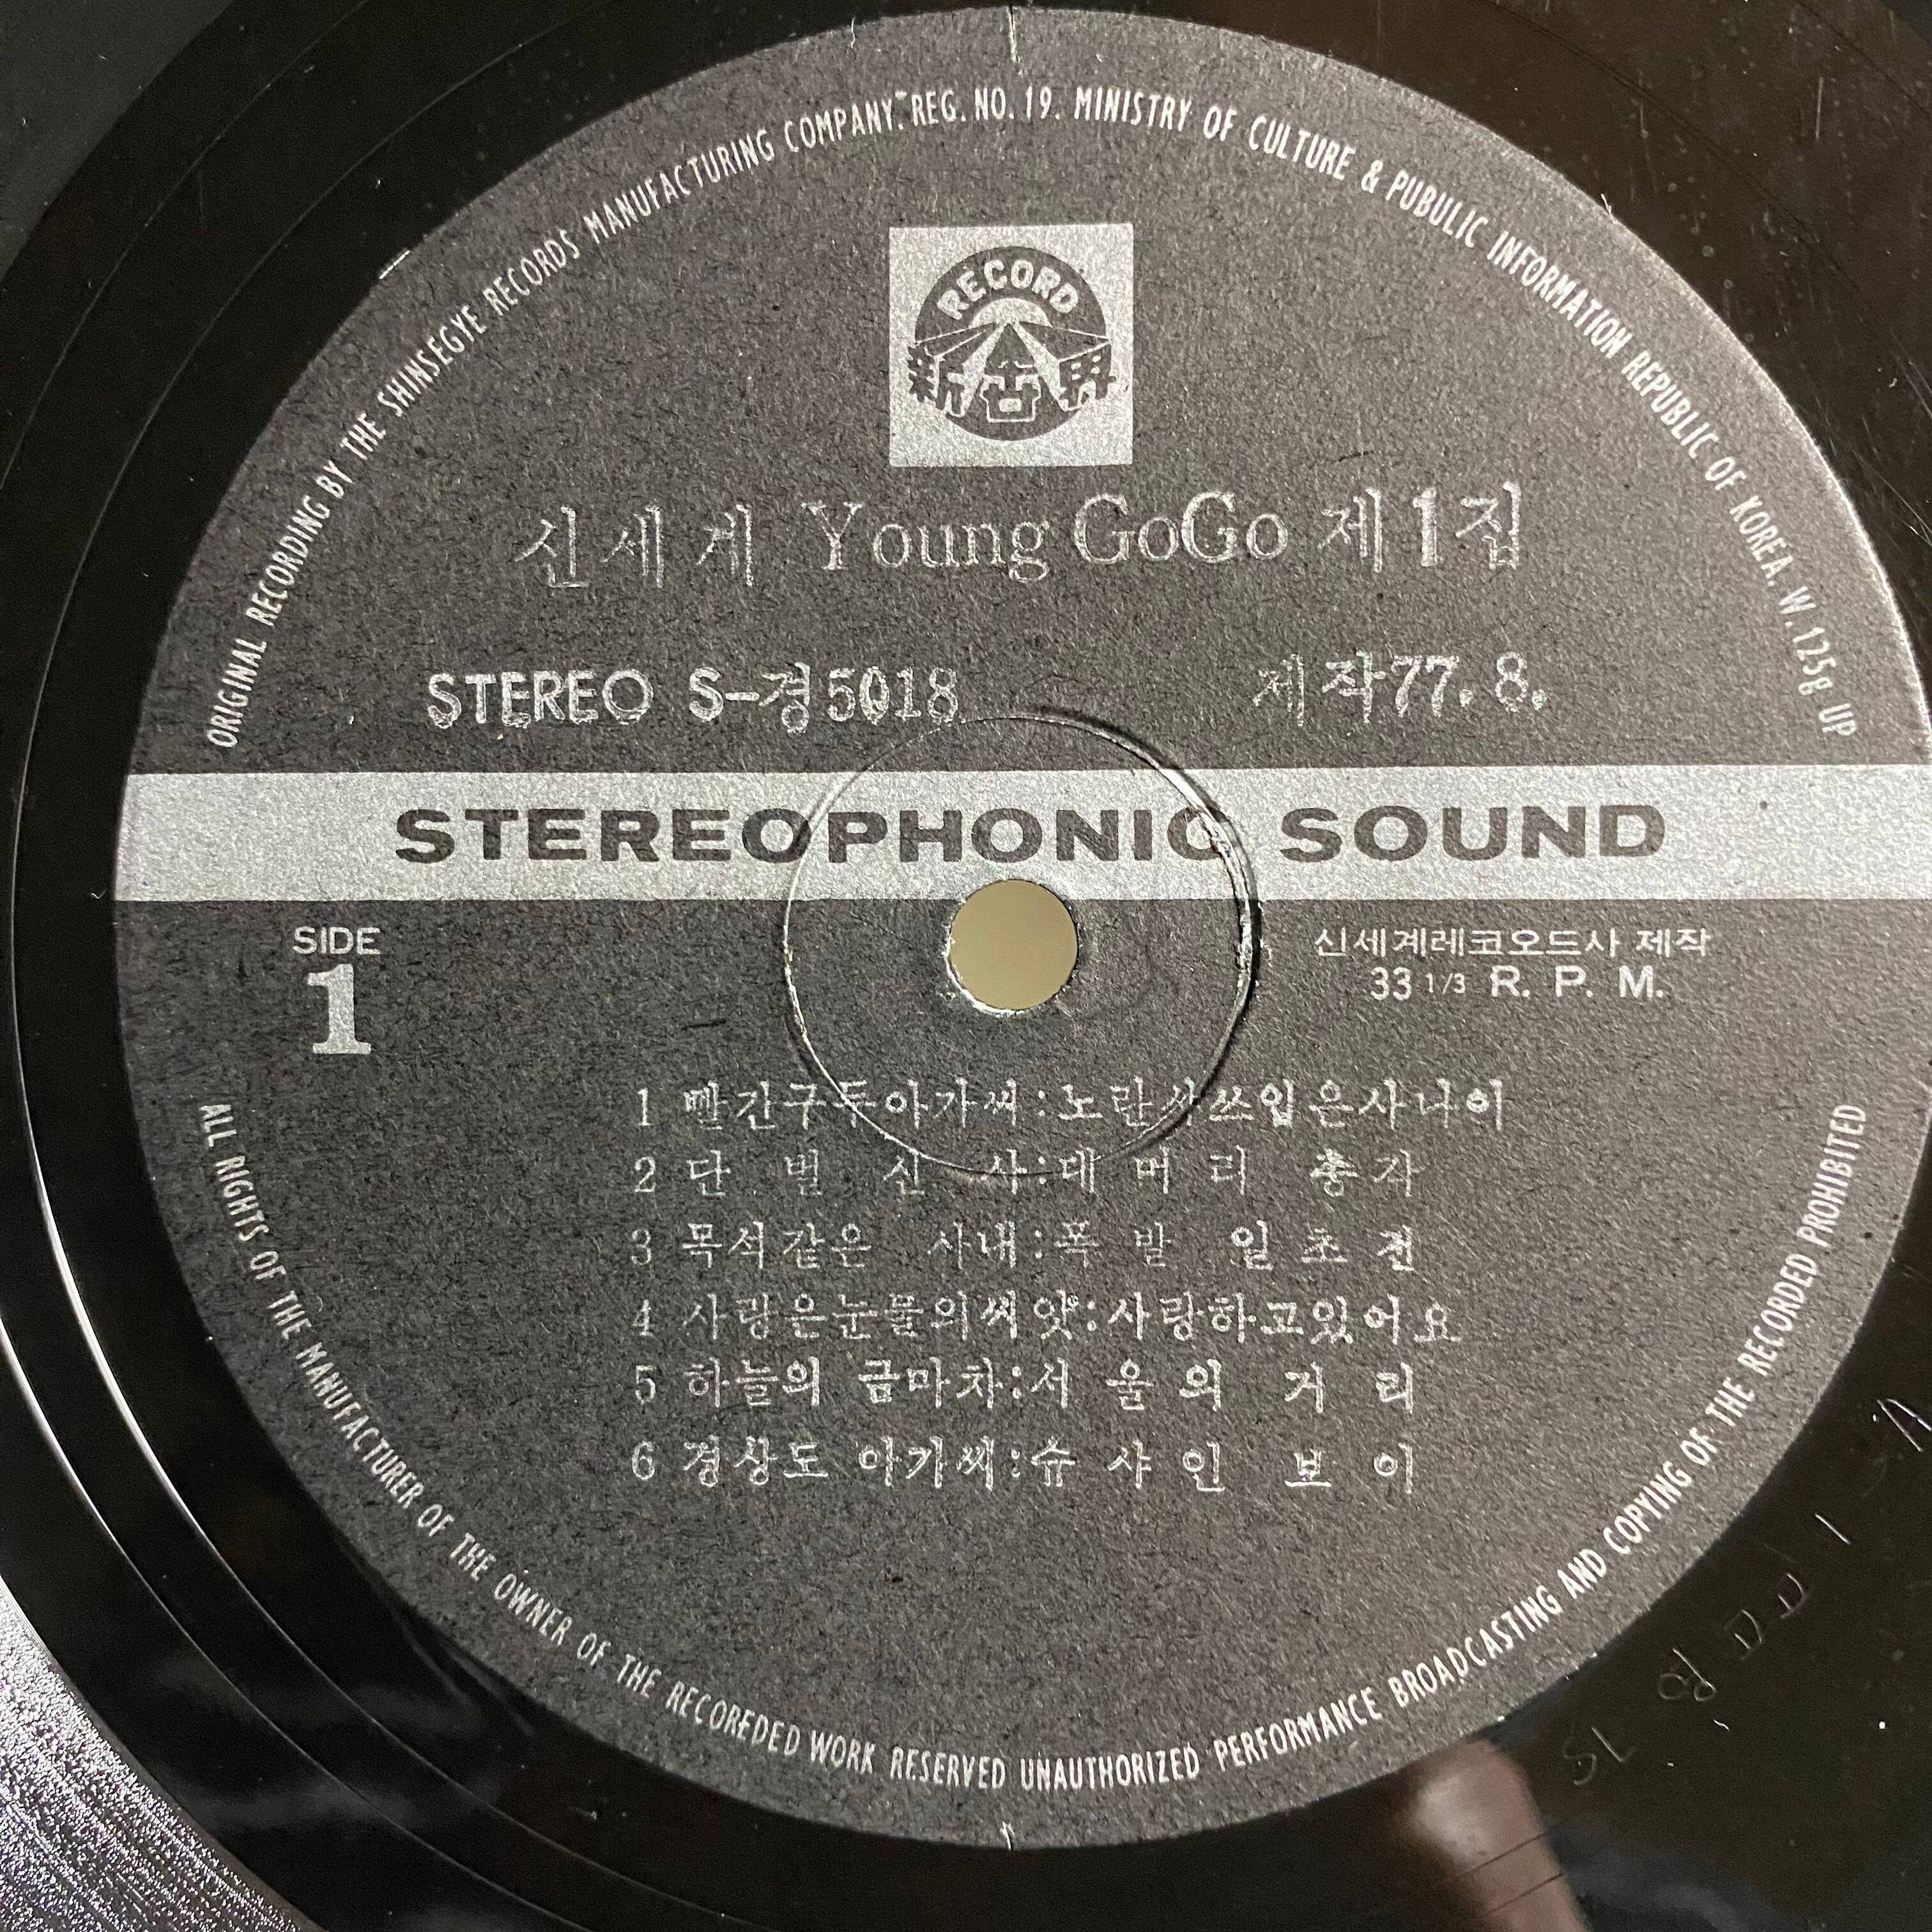 ORIGINAL RECORDING BY THE SHINSEGYE RECORDS MANUFACTURING COMPANY. REG. NO. 19. MINISTRY OF CULTURE & PUBULIC INFORMATION REPUBLIC OF KOREA. W. 125g UP
RECORD
新世界
신세게 Young GoGo 제1집
STEREO S-경5018 제작77. 8.
STEREOPHONIC SOUND
SIDE
1
신세계레코오드사 제작
33 1/3 R. P. M.
1 빨간구두아가씨:노란샤쓰입은사나이
2 단벌신사:대머리총각
3 목석같은 사내:폭발일초전
4 사랑은눈물의씨앗:사랑하고있어요
5 하늘의 금마차:서울의거리
6 경상도 아가씨:슈샤인보이
ALL RIGHTS OF THE MANUFACTURER OF THE OWNER OF THE RECOREDED WORK RESERVED UNAUTHORIZED PERFORMANCE BROADCASTING AND COPYING OF THE RECORDED PROHIBITED